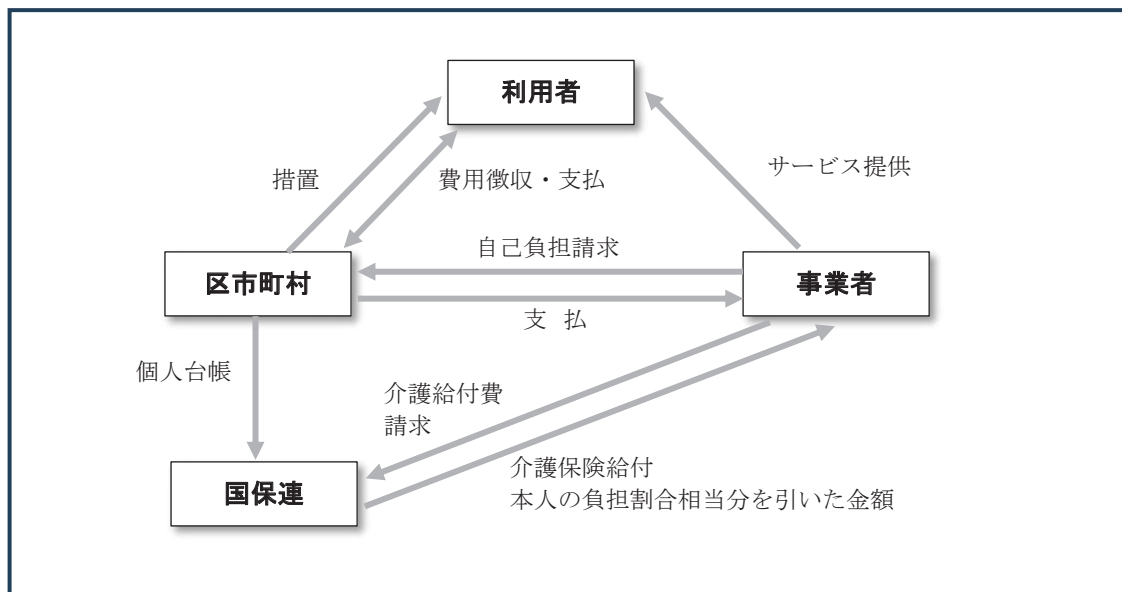 利用者
サービス提供
措置
費用徴収・支払
自己負担請求
区市町村
事業者
支 払
個人台帳
介護給付費
請求
介護保険給付
国保連
本人の負担割合相当分を引いた金額